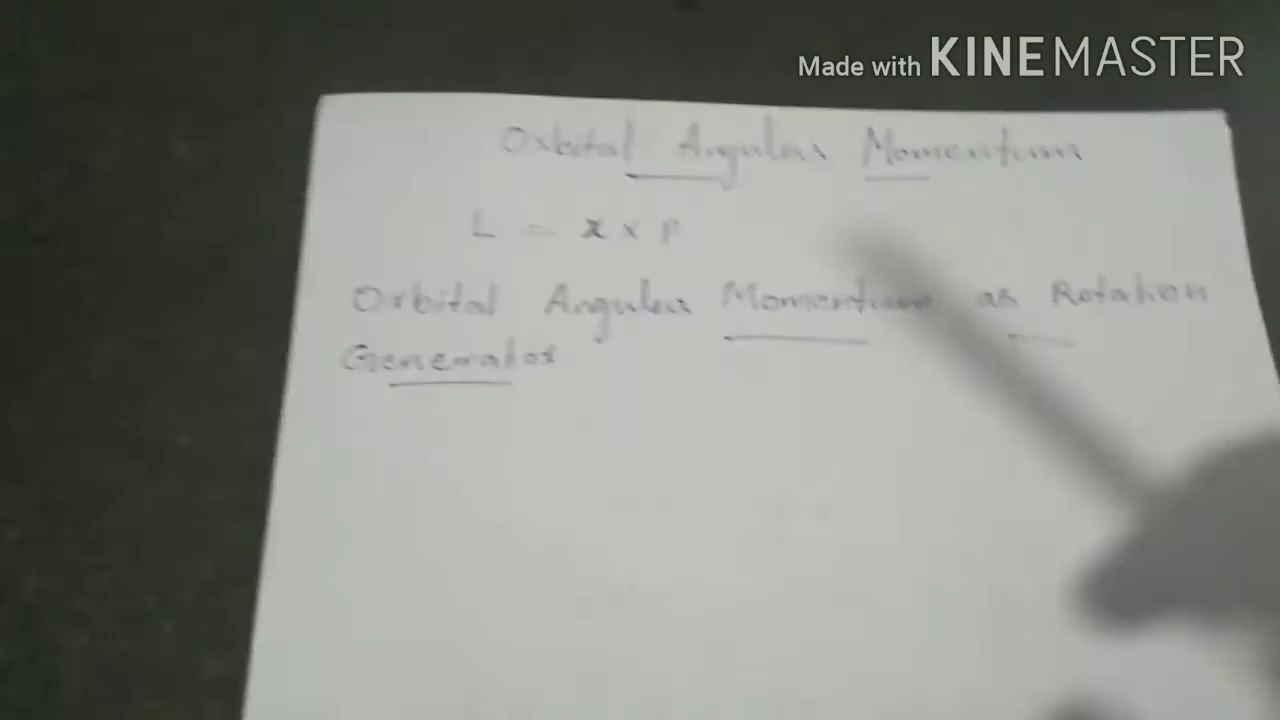 Made with KINEMASTER
Orbital Angular Momentum
L = x x p
Orbital Angular Momentum as Rotation
Generator